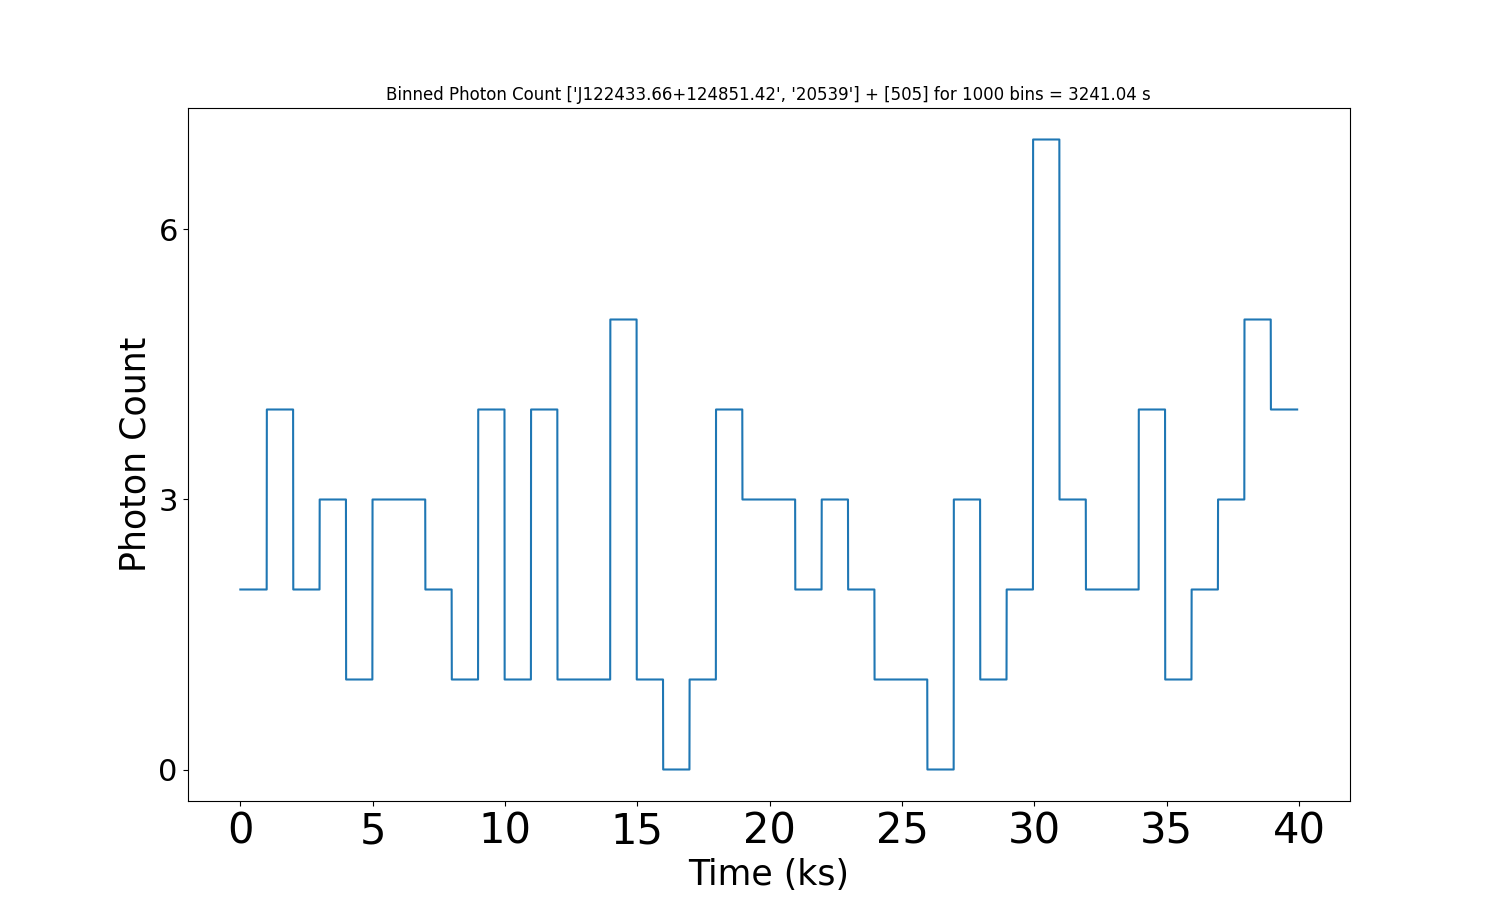 Binned Photon Count ['J122433.66+124851.42', '20539'] + [505] for 1000 bins = 3241.04 s
6
3
0
Photon Count
0 5 10 15 20 25 30 35 40
Time (ks)